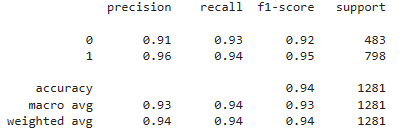 precision recall f1-score support
0 0.91 0.93 0.92 483
1 0.96 0.94 0.95 798
accuracy 0.94 1281
macro avg 0.93 0.94 0.93 1281
weighted avg 0.94 0.94 0.94 1281